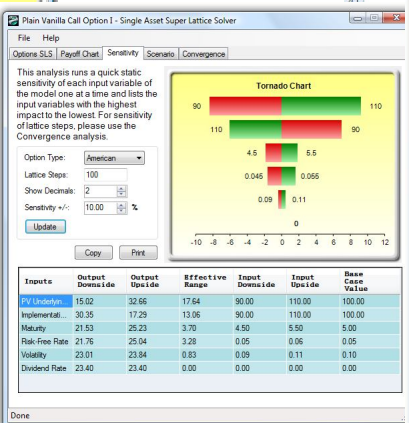 Plain Vanilla Call Option I - Single Asset Super Lattice Solver
File Help
Options SLS Payoff Chart Sensitivity Scenario Convergence
This analysis runs a quick static
sensitivity of each input variable of
the model one at a time and lists the
input variables with the highest
impact to the lowest. For sensitivity
of lattice steps, please use the
Convergence analysis.
Option Type: American
Lattice Steps: 100
Show Decimals: 2
Sensitivity +/-: 10.00 %
Update
Copy Print
Tornado Chart
90 110
110 90
4.5 5.5
0.045 0.055
0.09 0.11
0
-10 -8 -6 -4 -2 0 2 4 6 8 10 12
Inputs Output Downside Output Upside Effective Range Input Downside Input Upside Base Case Value
PV Underlyin... 15.02 32.66 17.64 90.00 110.00 100.00
Implementati... 30.35 17.29 13.06 90.00 110.00 100.00
Maturity 21.53 25.23 3.70 4.50 5.50 5.00
Risk-Free Rate 21.76 25.04 3.28 0.05 0.06 0.05
Volatility 23.01 23.84 0.83 0.09 0.11 0.10
Dividend Rate 23.40 23.40 0.00 0.00 0.00 0.00
Done